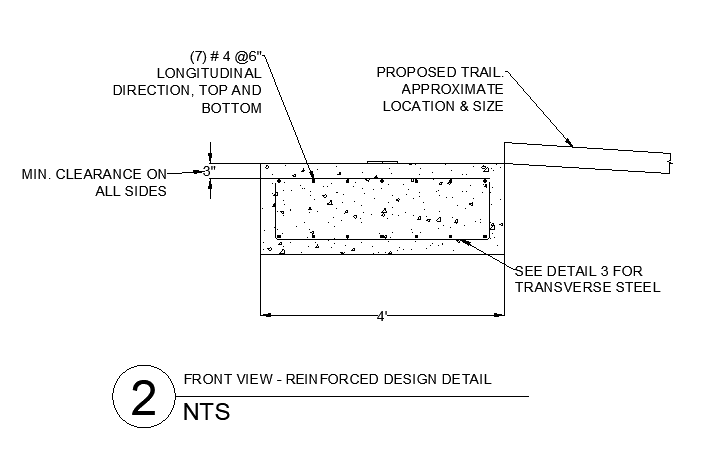 (7) # 4 @6"
LONGITUDINAL
DIRECTION, TOP AND
BOTTOM
PROPOSED TRAIL.
APPROXIMATE
LOCATION & SIZE
MIN. CLEARANCE ON
ALL SIDES
3"
SEE DETAIL 3 FOR
TRANSVERSE STEEL
4'
2
FRONT VIEW - REINFORCED DESIGN DETAIL
NTS